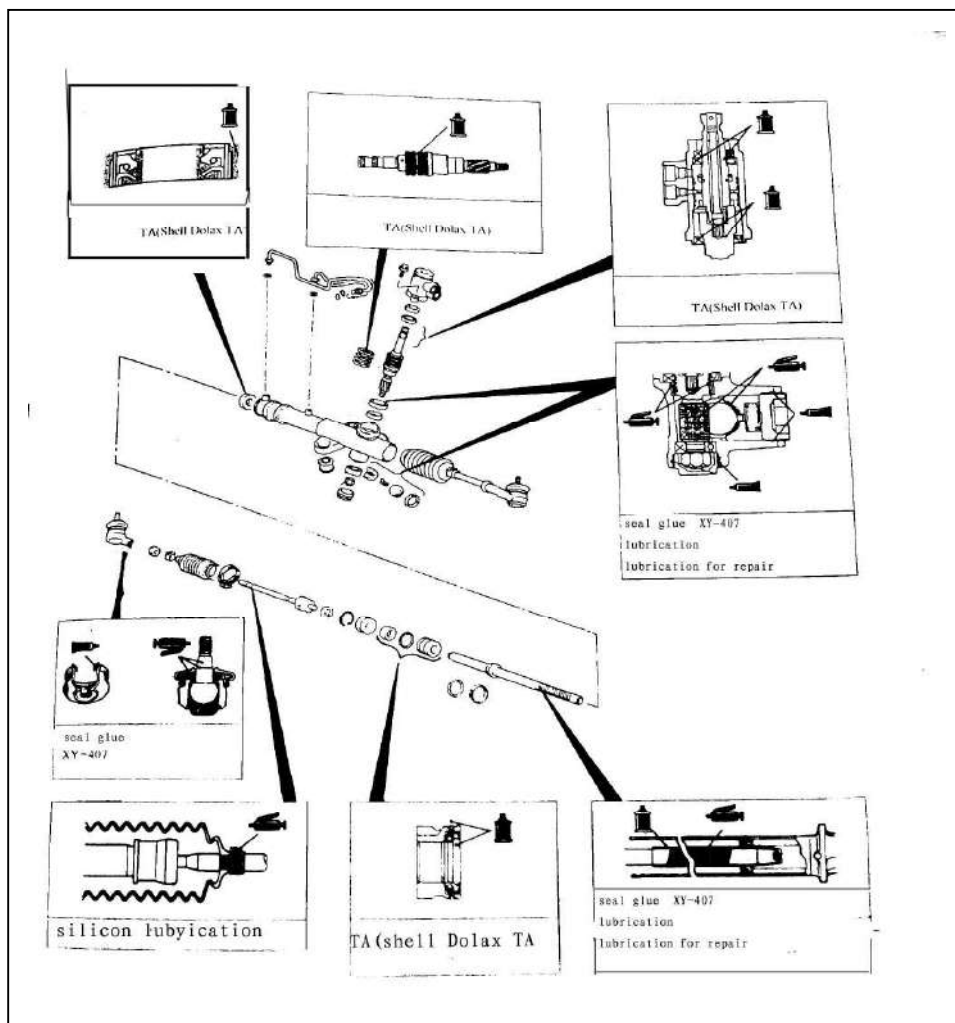 TA(Shell Dolax TA
TA(Shell Dolax TA)
TA(Shell Dolax TA)
seal glue XY-407
lubrication
lubrication for repair
seal glue
XY-407
silicon lubyication
TA(shell Dolax TA
seal glue XY-407
lubrication
lubrication for repair